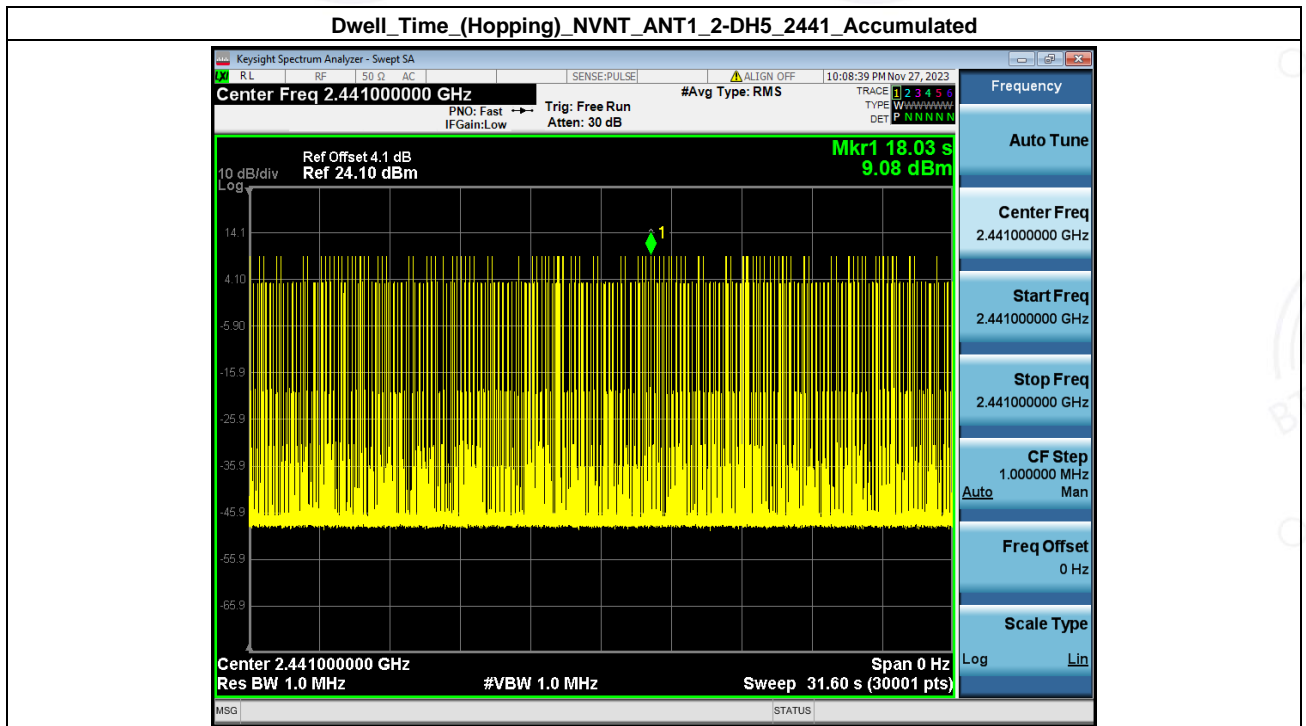 Dwell_Time_(Hopping)_NVNT_ANT1_2-DH5_2441_Accumulated
Keysight Spectrum Analyzer - Swept SA
LXI RL RF 50 Ω AC SENSE:PULSE ALIGN OFF 10:08:39 PM Nov 27, 2023
Center Freq 2.441000000 GHz #Avg Type: RMS TRACE 1 2 3 4 5 6
PNO: Fast Trig: Free Run TYPE WWWWWW
IFGain:Low Atten: 30 dB DET P NNNNN
Mkr1 18.03 s
9.08 dBm
Ref Offset 4.1 dB
10 dB/div Ref 24.10 dBm
Log
1
14.1
4.10
-5.90
-15.9
-25.9
-35.9
-45.9
-55.9
-65.9
Center 2.441000000 GHz Span 0 Hz
Res BW 1.0 MHz #VBW 1.0 MHz Sweep 31.60 s (30001 pts)
MSG STATUS
Frequency
Auto Tune
Center Freq
2.441000000 GHz
Start Freq
2.441000000 GHz
Stop Freq
2.441000000 GHz
CF Step
1.000000 MHz
Auto Man
Freq Offset
0 Hz
Scale Type
Log Lin